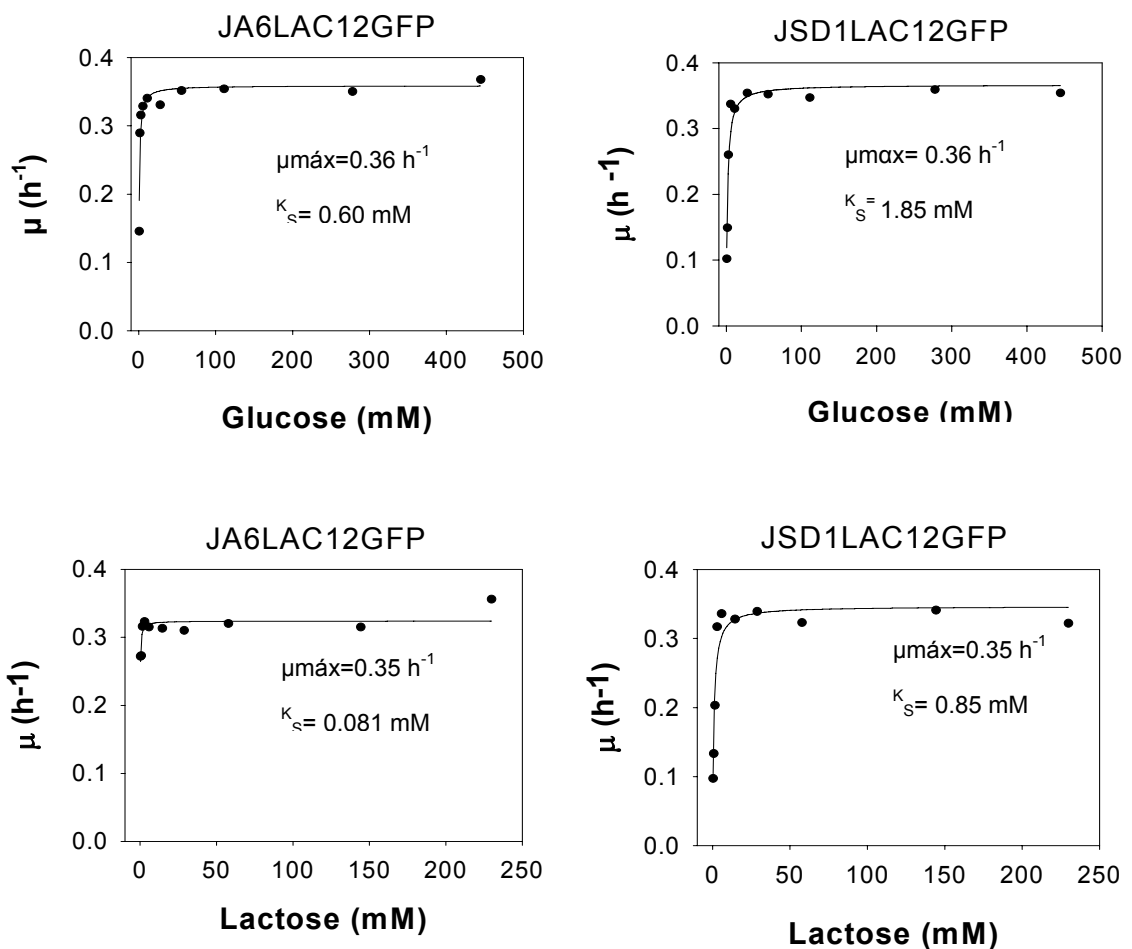 JA6LAC12GFP
0.4
0.3
0.2
0.1
0.0
µ (h-1)
µmáx=0.36 h-1
KS= 0.60 mM
0 100 200 300 400 500
Glucose (mM)
JSD1LAC12GFP
0.4
0.3
0.2
0.1
0.0
µ (h -1)
µmαx= 0.36 h-1
KS= 1.85 mM
0 100 200 300 400 500
Glucose (mM)
JA6LAC12GFP
0.4
0.3
0.2
0.1
0.0
µ (h-1)
µmáx=0.35 h-1
KS= 0.081 mM
0 50 100 150 200 250
Lactose (mM)
JSD1LAC12GFP
0.4
0.3
0.2
0.1
0.0
µ (h-1)
µmáx=0.35 h-1
KS= 0.85 mM
0 50 100 150 200 250
Lactose (mM)